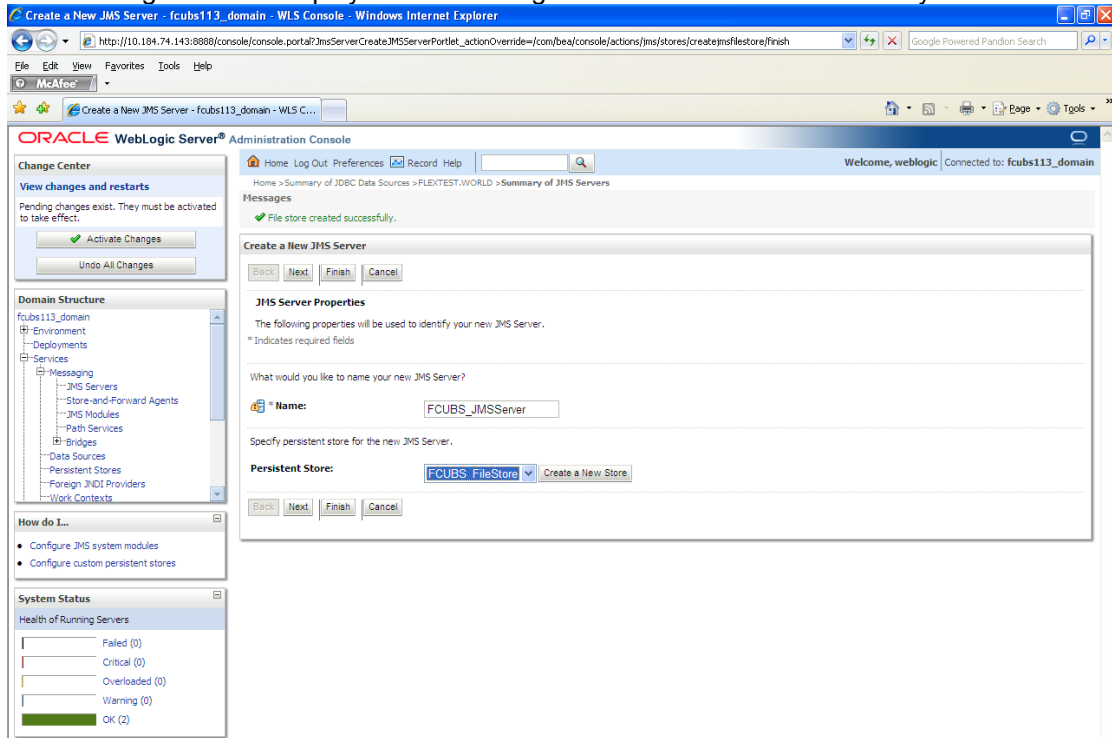 Create a New JMS Server - fcubs113_domain - WLS Console - Windows Internet Explorer
http://10.184.74.143:8888/console/console.portal?JmsServerCreateJMSServerPortlet_actionOverride=/com/bea/console/actions/jms/stores/createjmsfilestore/finish
Google Powered Pandion Search
File Edit View Favorites Tools Help
McAfee
Create a New JMS Server - fcubs113_domain - WLS C...
Page Tools
ORACLE WebLogic Server® Administration Console
Change Center
View changes and restarts
Pending changes exist. They must be activated
to take effect.
Activate Changes
Undo All Changes
Domain Structure
fcubs113_domain
Environment
Deployments
Services
Messaging
JMS Servers
Store-and-Forward Agents
JMS Modules
Path Services
Bridges
Data Sources
Persistent Stores
Foreign JNDI Providers
Work Contexts
How do I...
Configure JMS system modules
Configure custom persistent stores
System Status
Health of Running Servers
Failed (0)
Critical (0)
Overloaded (0)
Warning (0)
OK (2)
Home Log Out Preferences Record Help
Welcome, weblogic Connected to: fcubs113_domain
Home >Summary of JDBC Data Sources >FLEXTEST.WORLD >Summary of JMS Servers
Messages
File store created successfully.
Create a New JMS Server
Back Next Finish Cancel
JMS Server Properties
The following properties will be used to identify your new JMS Server.
* Indicates required fields
What would you like to name your new JMS Server?
* Name: FCUBS_JMSServer
Specify persistent store for the new JMS Server.
Persistent Store: FCUBS_FileStore Create a New Store
Back Next Finish Cancel